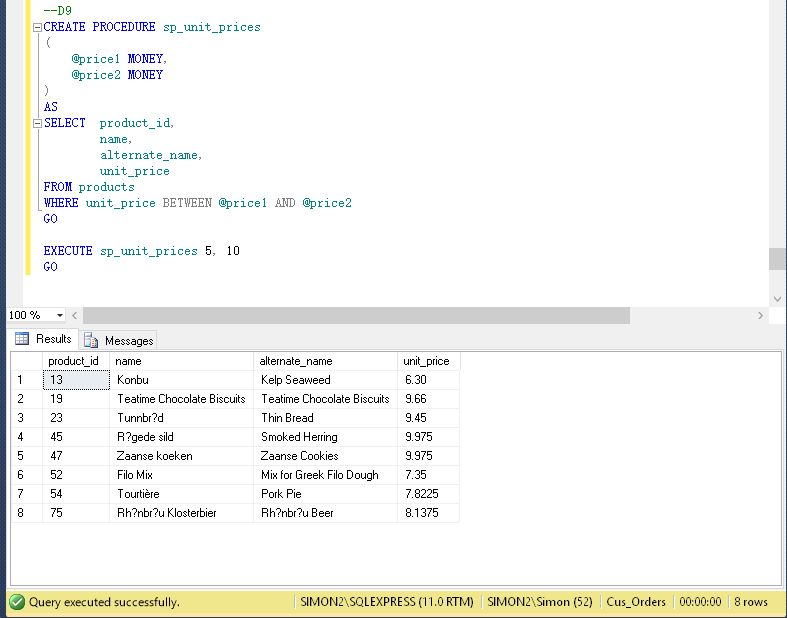 --D9
CREATE PROCEDURE sp_unit_prices
(
@price1 MONEY,
@price2 MONEY
)
AS
SELECT product_id,
name,
alternate_name,
unit_price
FROM products
WHERE unit_price BETWEEN @price1 AND @price2
GO
EXECUTE sp_unit_prices 5, 10
GO
100 %
Results Messages
product_id name alternate_name unit_price
1 13 Konbu Kelp Seaweed 6.30
2 19 Teatime Chocolate Biscuits Teatime Chocolate Biscuits 9.66
3 23 Tunnbr?d Thin Bread 9.45
4 45 R?gede sild Smoked Herring 9.975
5 47 Zaanse koeken Zaanse Cookies 9.975
6 52 Filo Mix Mix for Greek Filo Dough 7.35
7 54 Tourtière Pork Pie 7.8225
8 75 Rh?nbr?u Klosterbier Rh?nbr?u Beer 8.1375
Query executed successfully. SIMON2\SQLEXPRESS (11.0 RTM) SIMON2\Simon (52) Cus_Orders 00:00:00 8 rows